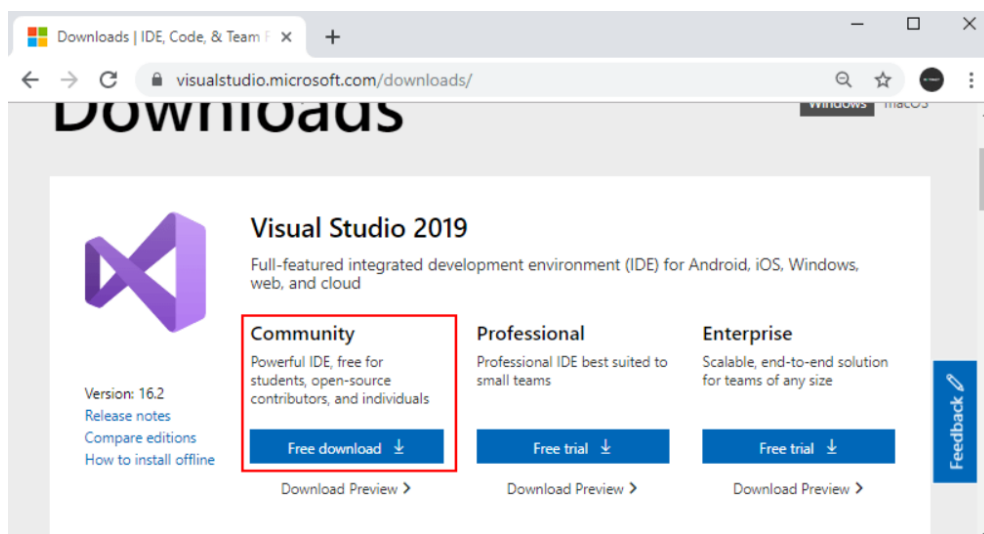 Downloads | IDE, Code, & Team
visualstudio.microsoft.com/downloads/
Downloads
Windows macOS
Visual Studio 2019
Full-featured integrated development environment (IDE) for Android, iOS, Windows,
web, and cloud
Community
Powerful IDE, free for
students, open-source
contributors, and individuals
Free download
Download Preview
Professional
Professional IDE best suited to
small teams
Free trial
Download Preview
Enterprise
Scalable, end-to-end solution
for teams of any size
Free trial
Download Preview
Version: 16.2
Release notes
Compare editions
How to install offline
Feedback